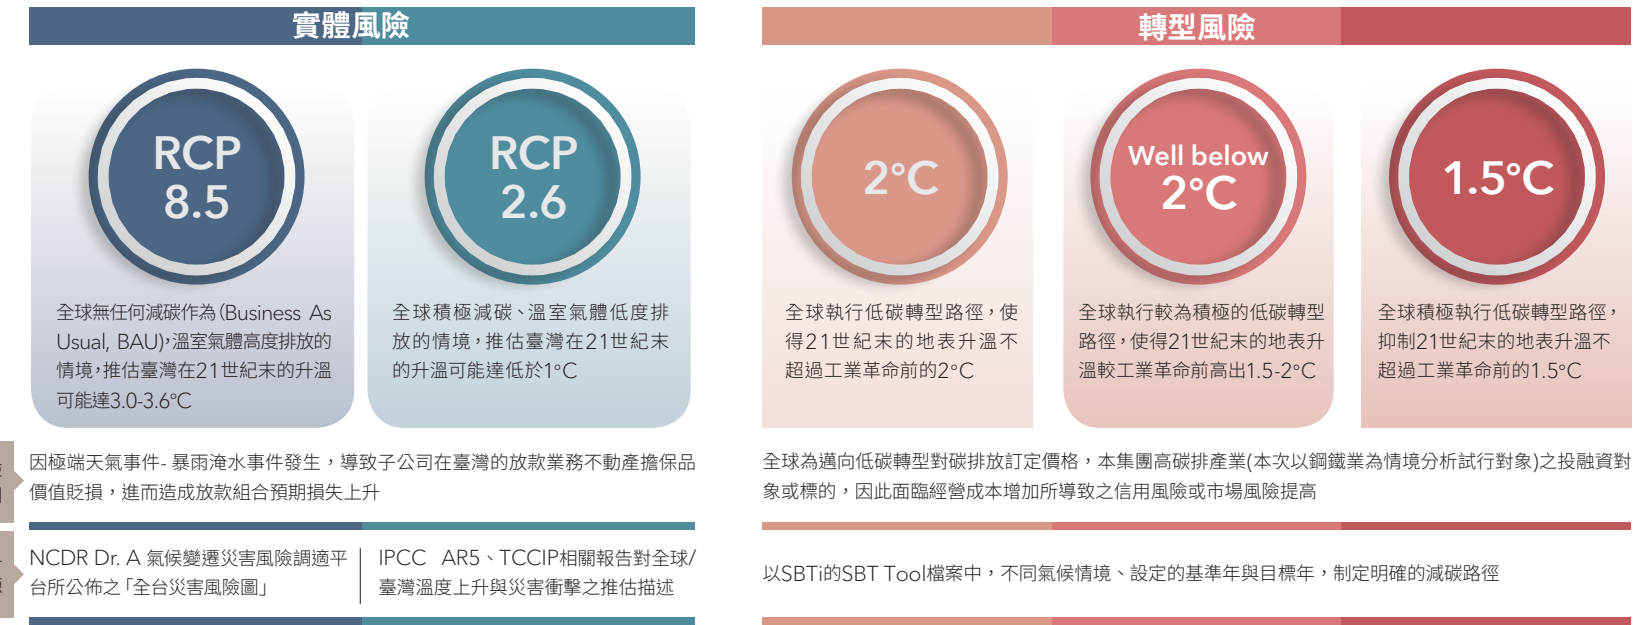 實體風險
RCP
8.5
全球無任何減碳作為(Business As
Usual, BAU),溫室氣體高度排放的
情境,推估臺灣在21世紀末的升溫
可能達3.0-3.6°C
RCP
2.6
全球積極減碳、溫室氣體低度排
放的情境,推估臺灣在21世紀末
的升溫可能達低於1°C
因極端天氣事件- 暴雨淹水事件發生，導致子公司在臺灣的放款業務不動產擔保品
價值貶損，進而造成放款組合預期損失上升
NCDR Dr. A 氣候變遷災害風險調適平
台所公佈之「全台災害風險圖」
IPCC AR5、TCCIP相關報告對全球/
臺灣溫度上升與災害衝擊之推估描述
轉型風險
2°C
全球執行低碳轉型路徑,使
得21世紀末的地表升溫不
超過工業革命前的2°C
Well below
2°C
全球執行較為積極的低碳轉型
路徑,使得21世紀末的地表升
溫較工業革命前高出1.5-2°C
1.5°C
全球積極執行低碳轉型路徑,
抑制21世紀末的地表升溫不
超過工業革命前的1.5°C
全球為邁向低碳轉型對碳排放訂定價格，本集團高碳排產業(本次以鋼鐵業為情境分析試行對象)之投融資對
象或標的，因此面臨經營成本增加所導致之信用風險或市場風險提高
以SBTi的SBT Tool檔案中，不同氣候情境、設定的基準年與目標年，制定明確的減碳路徑